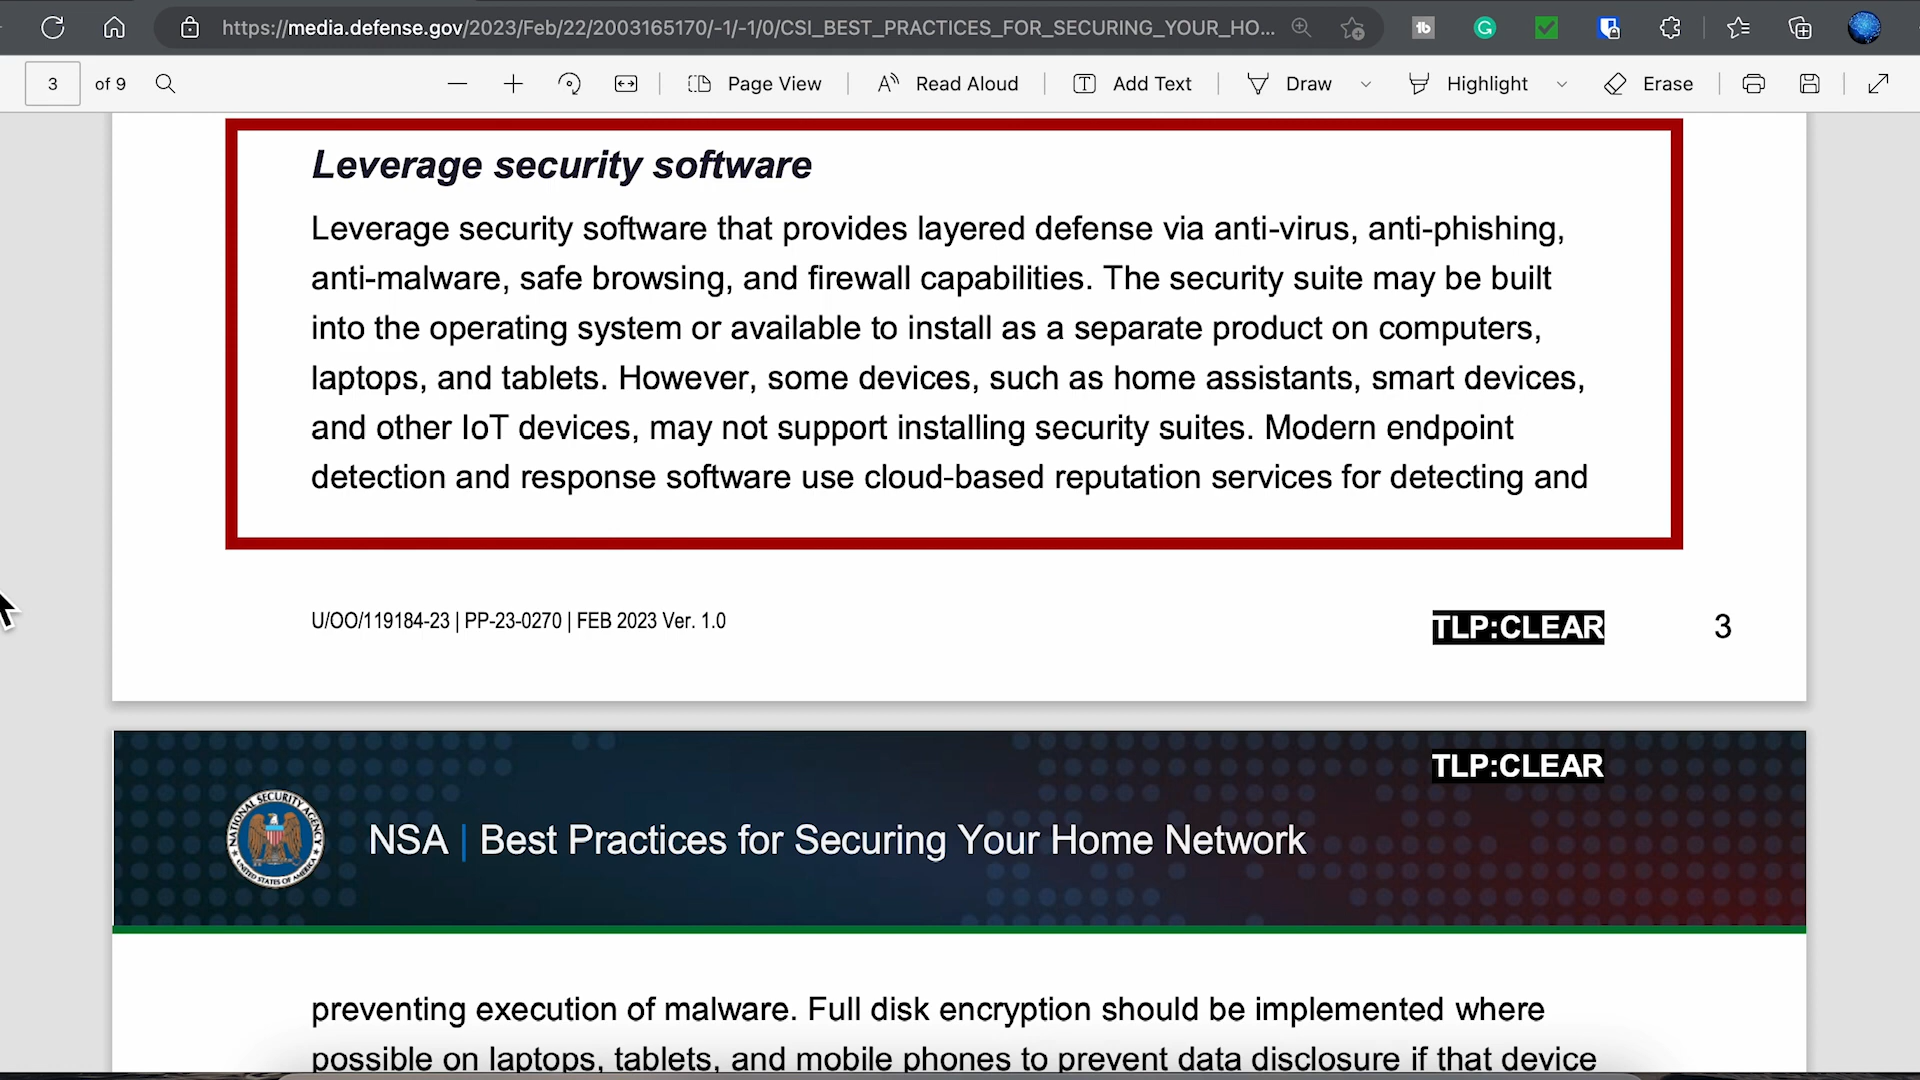 https://media.defense.gov/2023/Feb/22/2003165170/-1/-1/0/CSI_BEST_PRACTICES_FOR_SECURING_YOUR_HO...
3 of 9 Page View Read Aloud Add Text Draw Highlight Erase
Leverage security software
Leverage security software that provides layered defense via anti-virus, anti-phishing,
anti-malware, safe browsing, and firewall capabilities. The security suite may be built
into the operating system or available to install as a separate product on computers,
laptops, and tablets. However, some devices, such as home assistants, smart devices,
and other IoT devices, may not support installing security suites. Modern endpoint
detection and response software use cloud-based reputation services for detecting and
U/OO/119184-23 | PP-23-0270 | FEB 2023 Ver. 1.0
TLP:CLEAR 3
TLP:CLEAR
NATIONAL SECURITY AGENCY
UNITED STATES OF AMERICA
NSA | Best Practices for Securing Your Home Network
preventing execution of malware. Full disk encryption should be implemented where
possible on laptops, tablets, and mobile phones to prevent data disclosure if that device